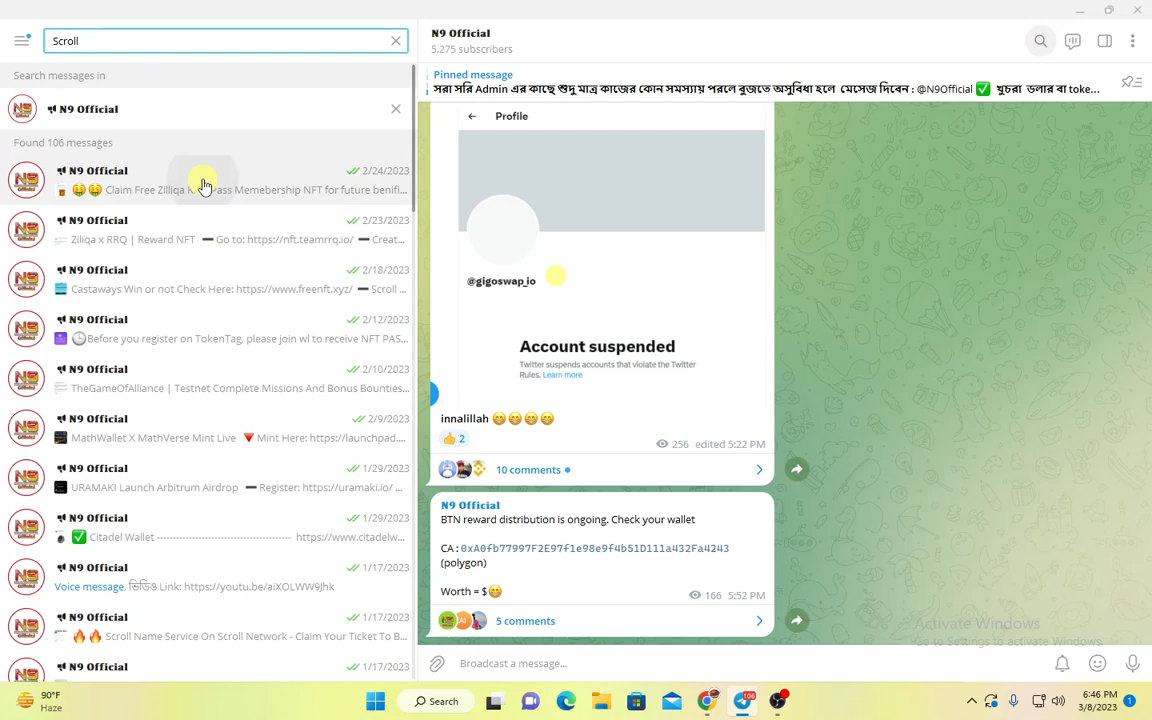 Scroll
Search messages in
N9 Official
Found 106 messages
N9 Official 2/24/2023
Claim Free Zilliqa Pass Memebership NFT for future benifi...
N9 Official 2/23/2023
Ziliqa x RRQ | Reward NFT ➖Go to: https://nft.teamrrq.io/ ➖Creat...
N9 Official 2/18/2023
Castaways Win or not Check Here: https://www.freenft.xyz/ ➖Scroll ...
N9 Official 2/12/2023
Before you register on TokenTag, please join wl to receive NFT PAS...
N9 Official 2/10/2023
TheGameOfAlliance | Testnet Complete Missions And Bonus Bounties...
N9 Official 2/9/2023
MathWallet X MathVerse Mint Live 🔻Mint Here: https://launchpad....
N9 Official 1/29/2023
URAMAKI Launch Arbitrum Airdrop ➖Register: https://uramaki.io/ ...
N9 Official 1/29/2023
✅ Citadel Wallet ---------------------------------------- https://www.citadelw...
N9 Official 1/17/2023
Voice message, ভিডিও Link: https://youtu.be/aiXOLWW9Jhk
N9 Official 1/17/2023
🔥🔥 Scroll Name Service On Scroll Network - Claim Your Ticket To B...
N9 Official 1/17/2023
N9 Official
5,275 subscribers
Pinned message
সরা সরি Admin এর কাছে শুদু মাত্র কাজের কোন সমস্যায় পরলে বুজতে অসুবিধা হলে মেসেজ দিবেন : @N9Official ✅ খুচরা ডলার বা toke...
Profile
@gigoswap_io
Account suspended
Twitter suspends accounts that violate the Twitter
Rules. Learn more
innalillah 😁😁😁😁
👍 2
256 edited 5:22 PM
10 comments
N9 Official
BTN reward distribution is ongoing. Check your wallet
CA:0xA0fb77997F2E97f1e98e9f4b51D111a432Fa4243
(polygon)
Worth = $😁
166 5:52 PM
5 comments
Activate Windows
Go to Settings to activate Windows.
Broadcast a message...
90°F
Haze
Search
106
6:46 PM
3/8/2023
1